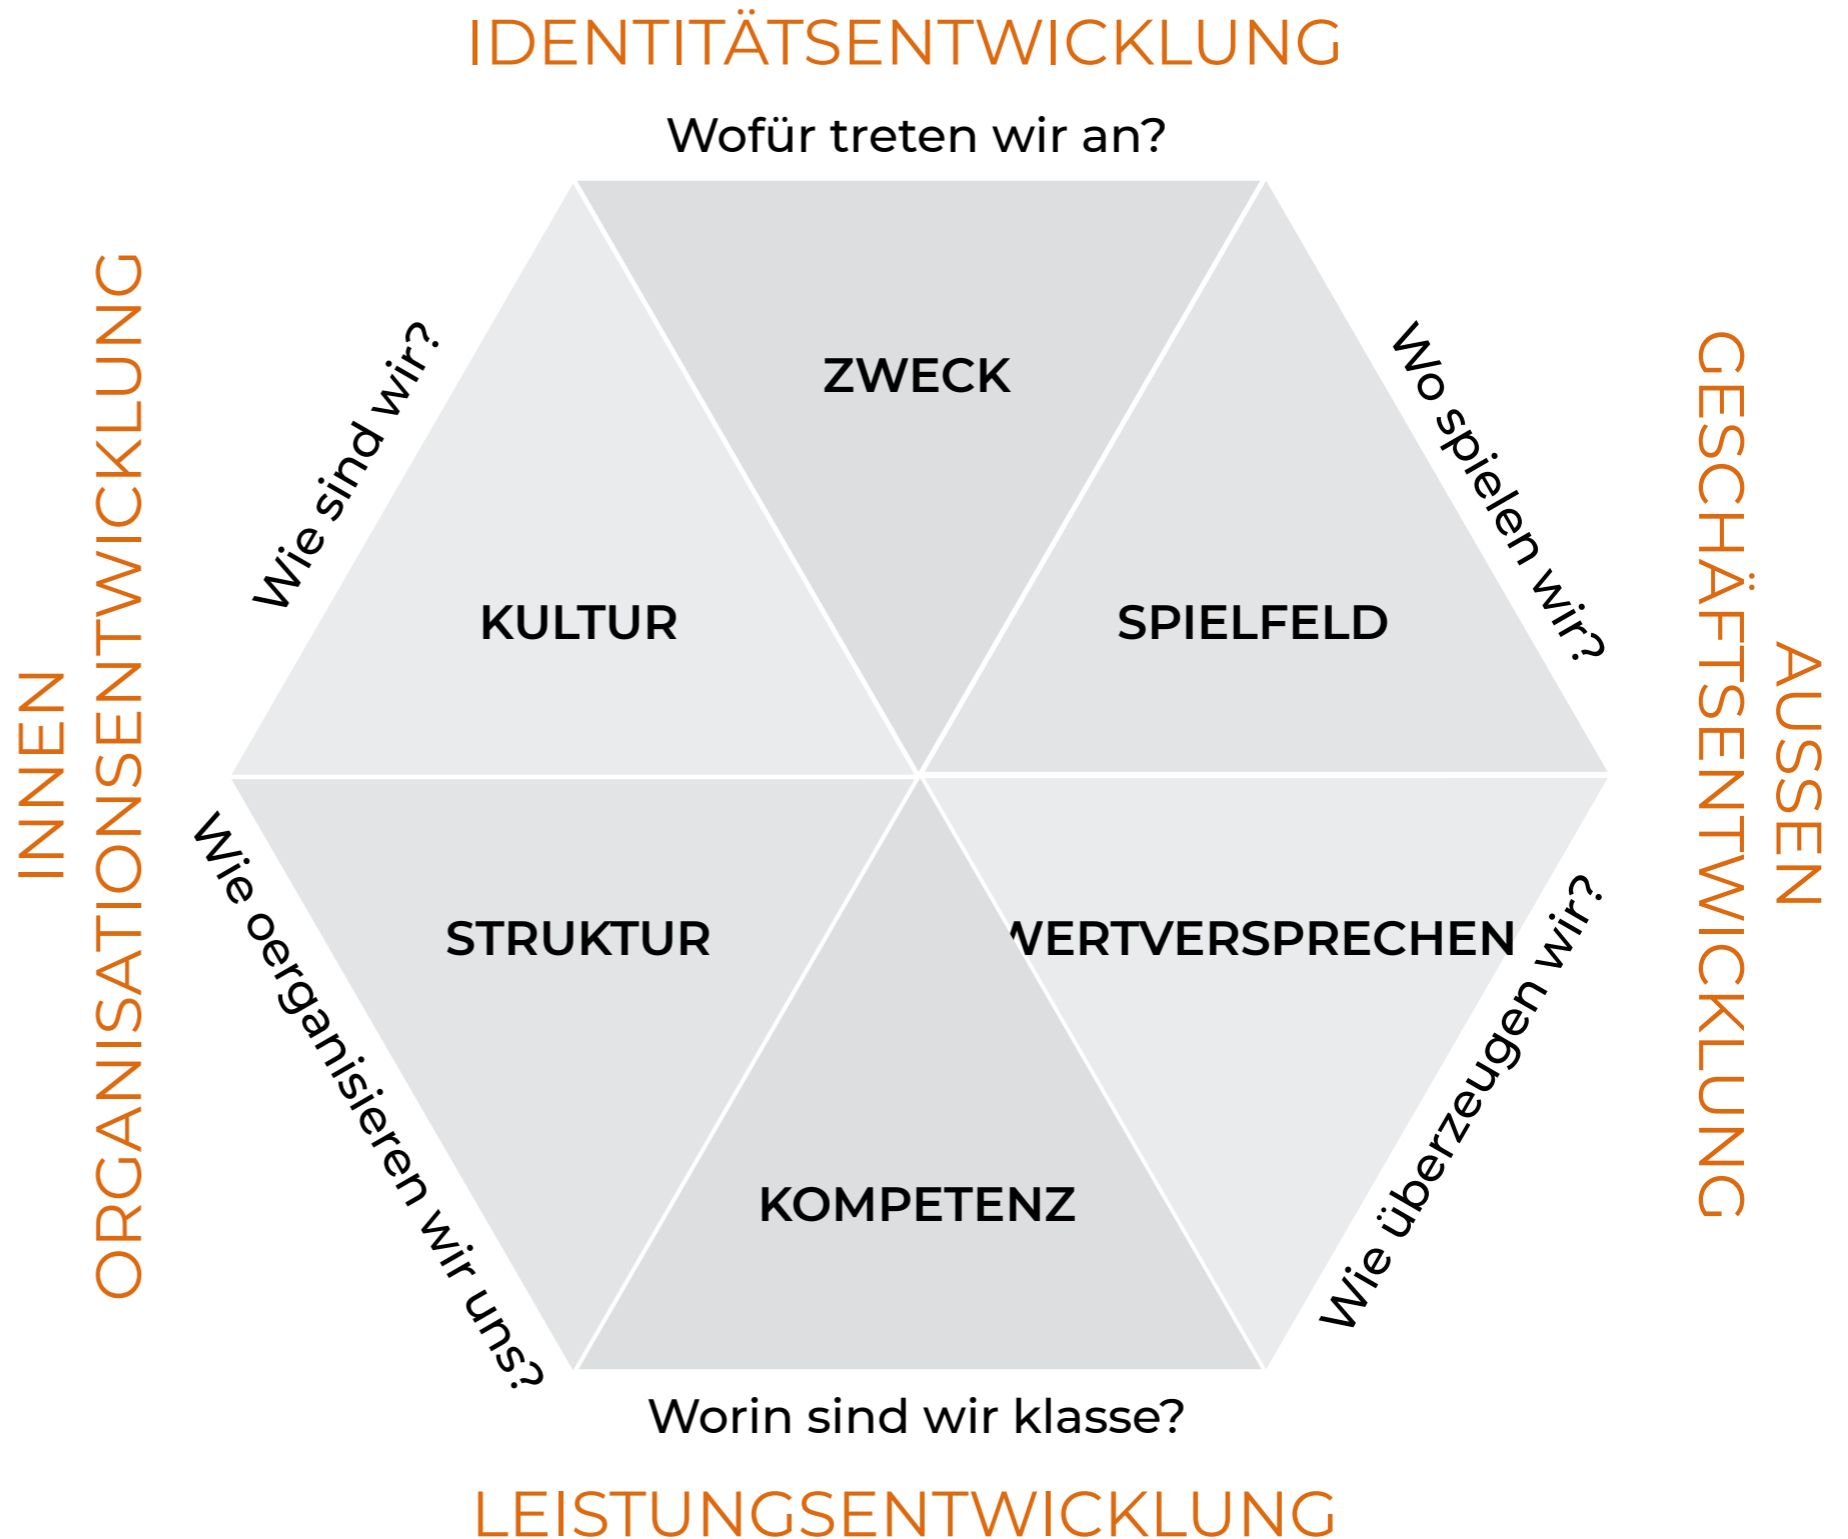 IDENTITÄTSENTWICKLUNG
Wofür treten wir an?
INNEN
ORGANISATIONSENTWICKLUNG
Wie sind wir?
ZWECK
Wo spielen wir?
GESCHÄFTSENTWICKLUNG
AUSSEN
KULTUR
SPIELFELD
STRUKTUR
WERTVERSPRECHEN
Wie oerganisieren wir uns?
KOMPETENZ
Wie überzeugen wir?
Worin sind wir klasse?
LEISTUNGSENTWICKLUNG